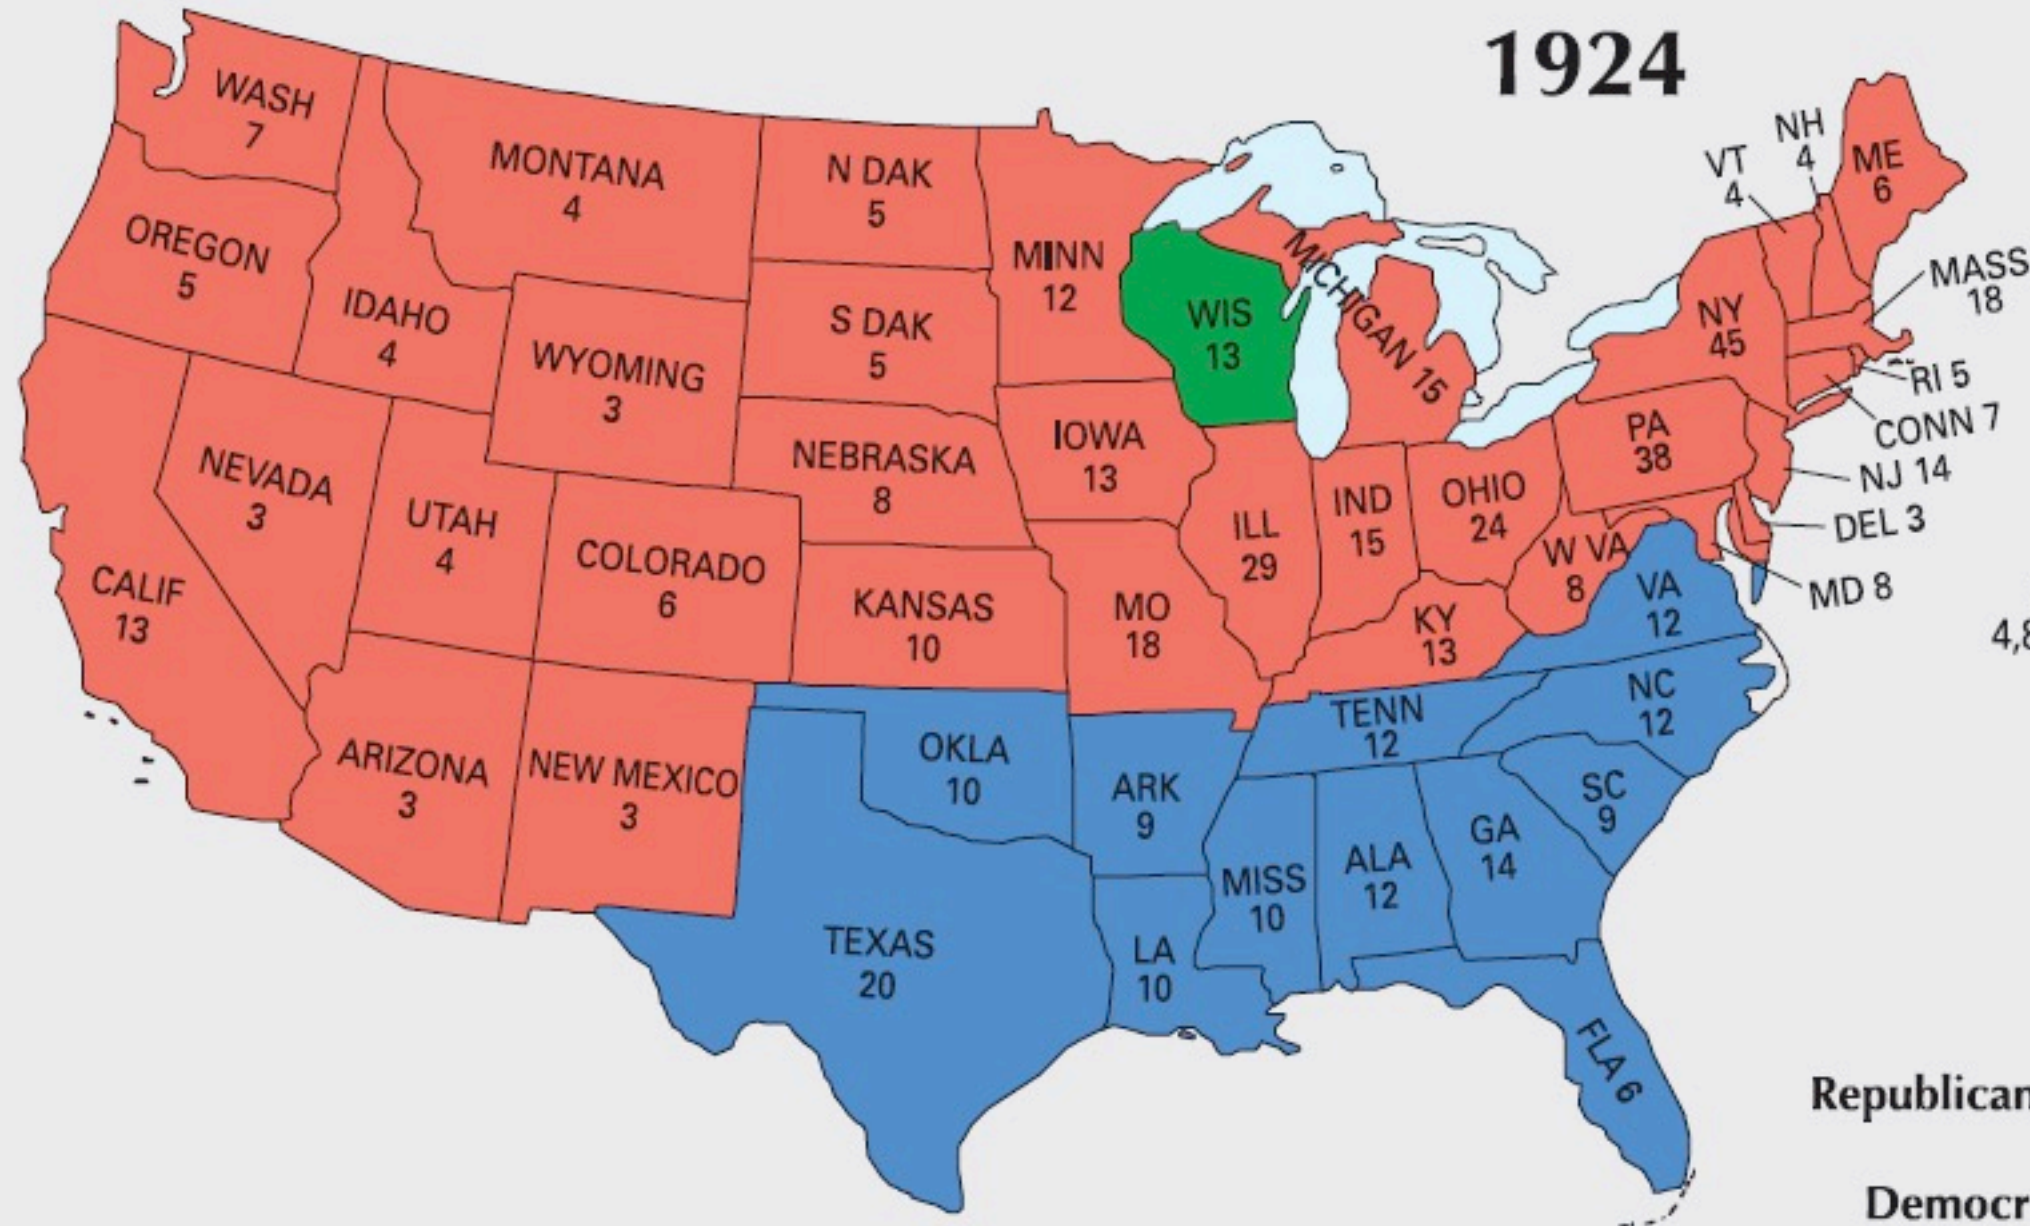 1924
WASH
7
MONTANA
4
N DAK
5
MINN
12
OREGON
5
IDAHO
4
WYOMING
3
S DAK
5
WIS
13
MICHIGAN 15
VT
4
NH
4
ME
6
MASS
18
NY
45
RI 5
CONN 7
NJ 14
DEL 3
MD 8
PA
38
NEVADA
3
UTAH
4
COLORADO
6
NEBRASKA
8
IOWA
13
ILL
29
IND
15
OHIO
24
W VA
8
VA
12
CALIF
13
KANSAS
10
MO
18
KY
13
4,8
ARIZONA
3
NEW MEXICO
3
OKLA
10
ARK
9
TENN
12
NC
12
SC
9
TEXAS
20
LA
10
MISS
10
ALA
12
GA
14
FLA 6
Republican
Democr